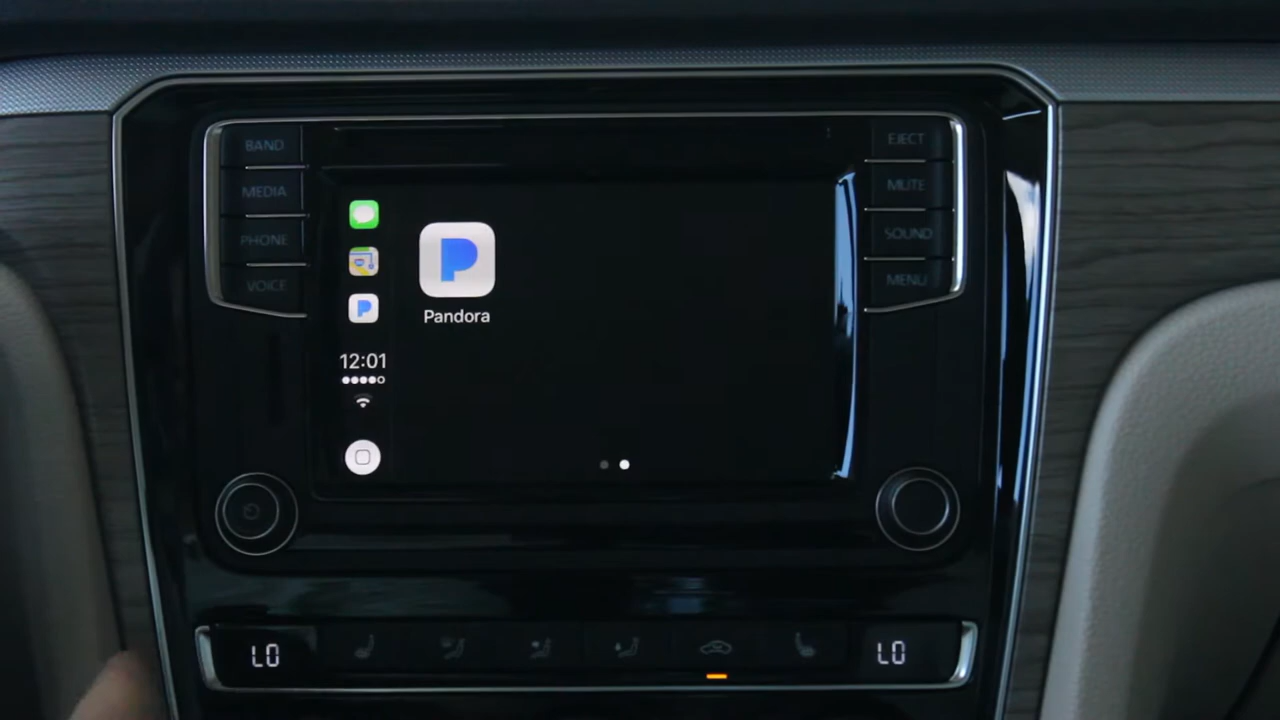 BAND
MEDIA
PHONE
VOICE
EJECT
MUTE
SOUND
MENU
Pandora
12:01
LO
LO